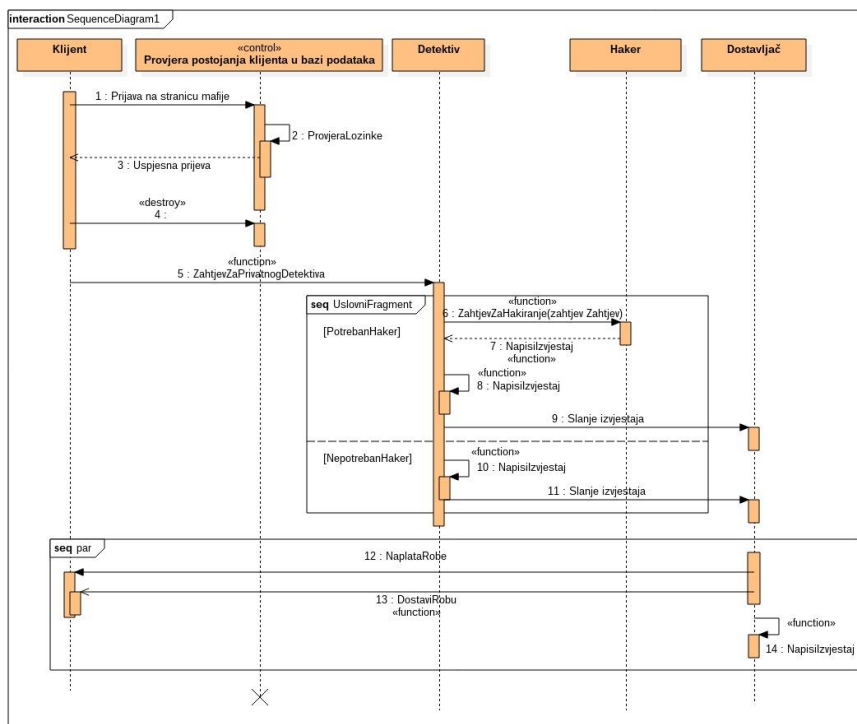 interaction SequenceDiagram1
Klijent
«control»
Provjera postojanja klijenta u bazi podataka
Detektiv
Haker
Dostavljač
1 : Prijava na stranicu mafije
2 : ProvjeraLozinke
3 : Uspjesna prijeva
«destroy»
4 :
«function»
5 : ZahtjevZaPrivatnogDetektiva
seq UslovniFragment
«function»
6 : ZahtjevZaHakiranje(zahtjev Zahtjev)
[PotrebanHaker]
7 : NapisiIzvjestaj
«function»
«function»
8 : NapisiIzvjestaj
9 : Slanje izvjestaja
[NepotrebanHaker]
«function»
10 : NapisiIzvjestaj
11 : Slanje izvjestaja
seq par
12 : NaplataRobe
13 : DostaviRobu
«function»
«function»
14 : NapisiIzvjestaj